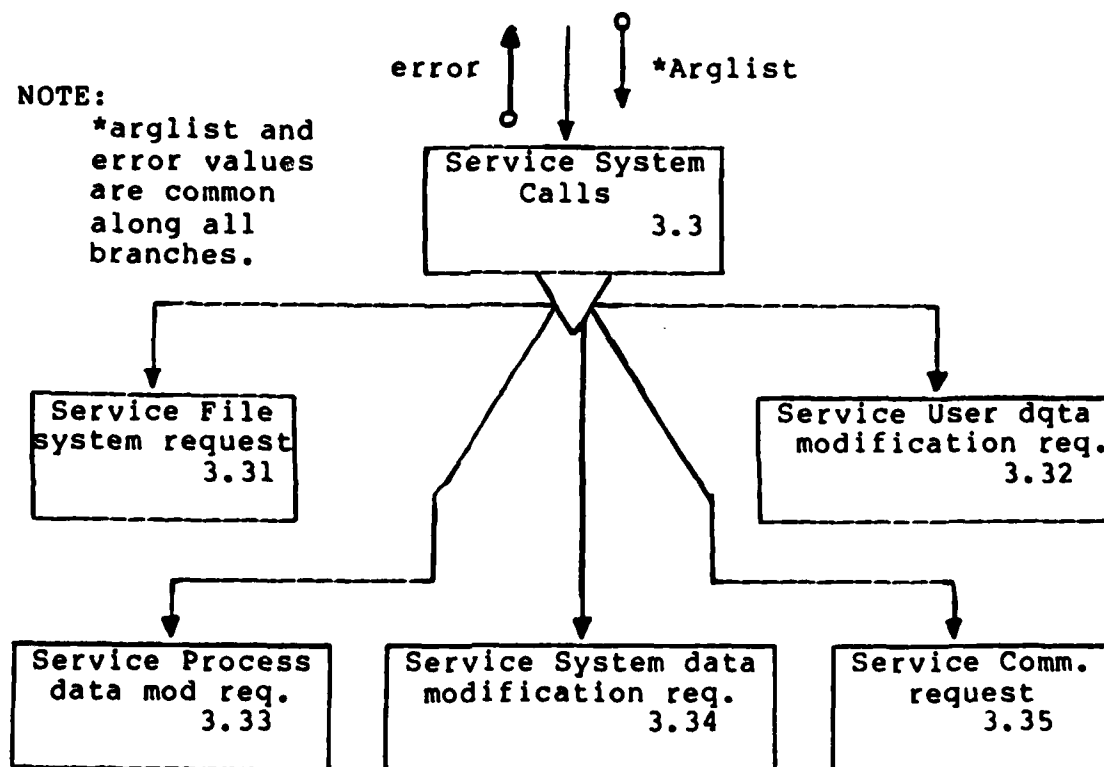 error
*Arglist
NOTE:
*arglist and
error values
are common
along all
branches.
Service System
Calls
3.3
Service File
system request
3.31
Service User dqta
modification req.
3.32
Service Process
data mod req.
3.33
Service System data
modification req.
3.34
Service Comm.
request
3.35